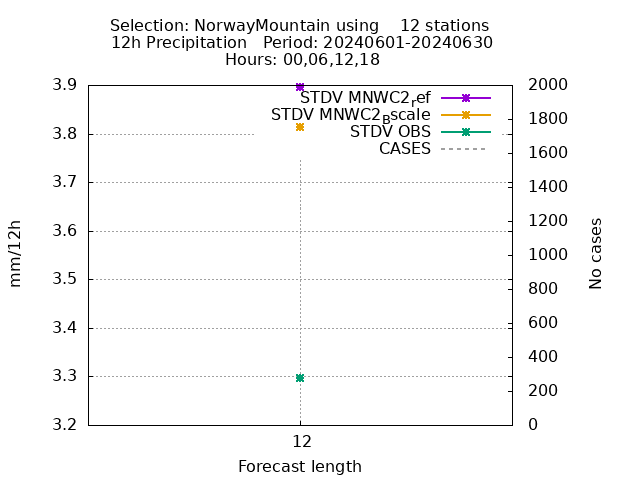 Selection: NorwayMountain using    12 stations
12h Precipitation   Period: 20240601-20240630
Hours: 00,06,12,18
3.9
3.8
3.7
3.6
3.5
3.4
3.3
3.2
mm/12h
STDV MNWC2ref
STDV MNWC2Bscale
STDV OBS
CASES
2000
1800
1600
1400
1200
1000
800
600
400
200
0
No cases
12
Forecast length